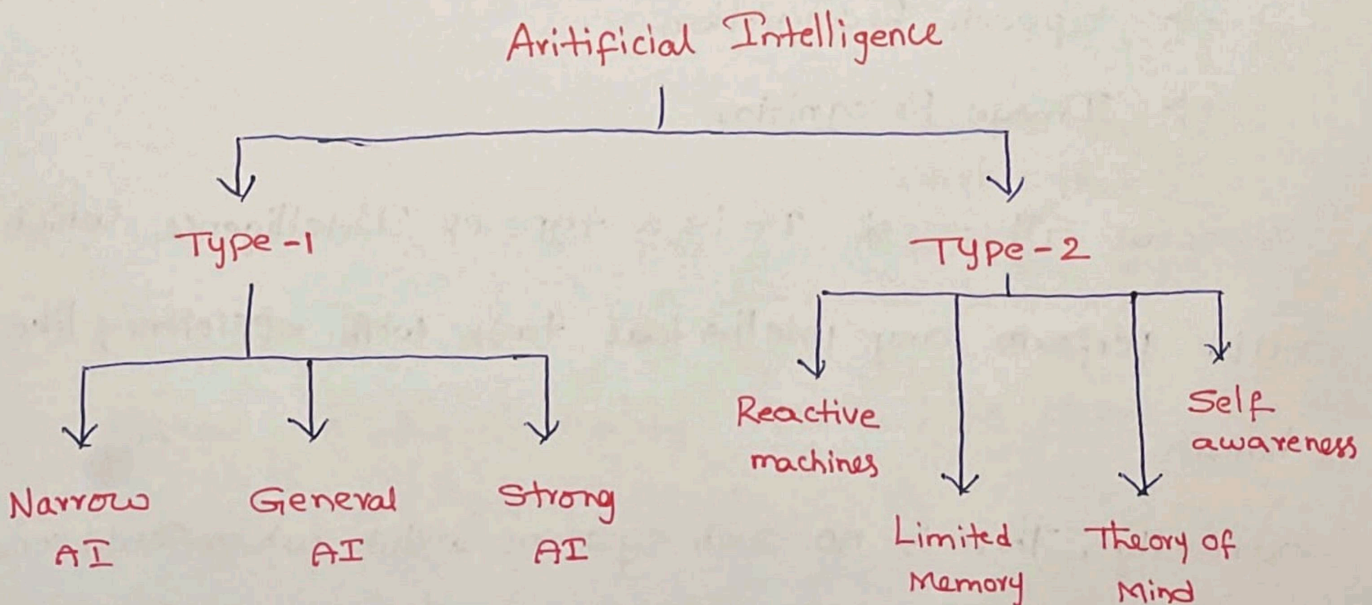 Aritificial Intelligence
Type-1
Type-2
Narrow
AI
General
AI
Strong
AI
Reactive
machines
Limited
Memory
Theory of
Mind
Self
awareness